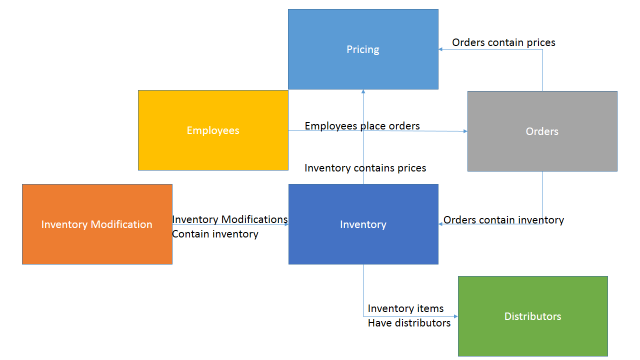 Pricing
Orders contain prices
Employees
Employees place orders
Orders
Inventory contains prices
Inventory Modification
Inventory Modifications
Contain inventory
Inventory
Orders contain inventory
Inventory items
Have distributors
Distributors